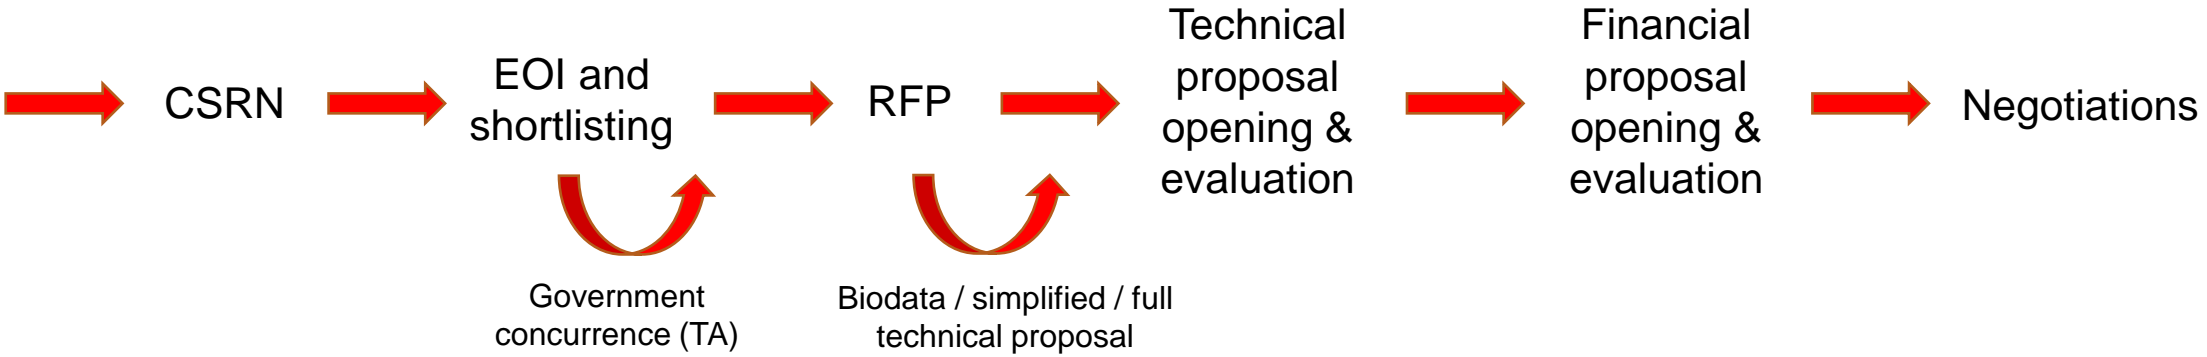 CSRN
EOI and
shortlisting
RFP
Technical
proposal
opening &
evaluation
Financial
proposal
opening &
evaluation
Negotiations
Government
concurrence (TA)
Biodata / simplified / full
technical proposal